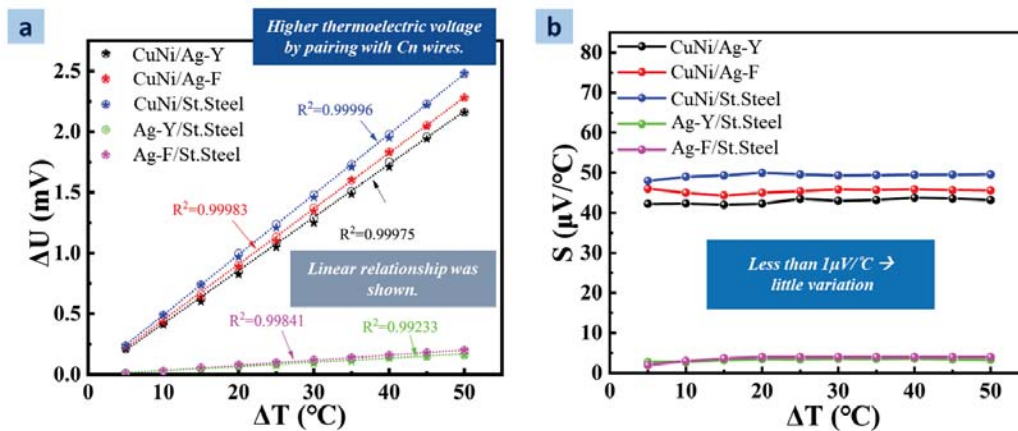 a
Higher thermoelectric voltage
by pairing with Cn wires.
CuNi/Ag-Y
CuNi/Ag-F
CuNi/St.Steel
Ag-Y/St.Steel
Ag-F/St.Steel
R²=0.99996
R²=0.99983
R²=0.99975
Linear relationship was
shown.
R²=0.99841
R²=0.99233
ΔU (mV)
2.5
2.0
1.5
1.0
0.5
0.0
0 10 20 30 40 50
ΔT (°C)
b
CuNi/Ag-Y
CuNi/Ag-F
CuNi/St.Steel
Ag-Y/St.Steel
Ag-F/St.Steel
Less than 1μV/°C →
little variation
S (μV/°C)
80
70
60
50
40
30
20
10
0
0 10 20 30 40 50
ΔT (°C)